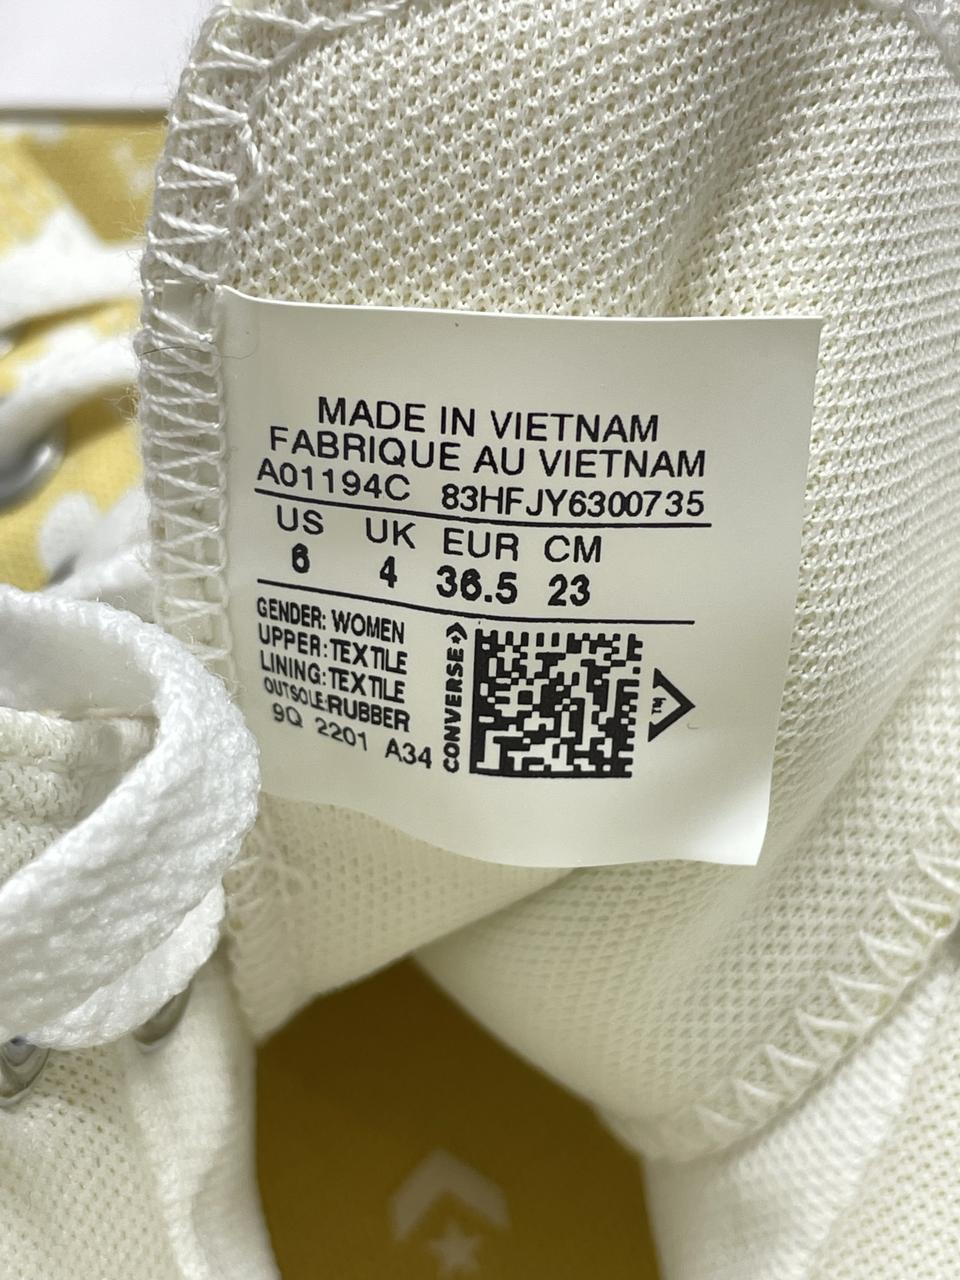 MADE IN VIETNAM
FABRIQUE AU VIETNAM
A01194C 83HFJY6300735
US UK EUR CM
6 4 36.5 23
GENDER: WOMEN
UPPER: TEXTILE
LINING: TEXTILE
OUTSOLE: RUBBER
9Q 2201 A34
CONVERSE
TM